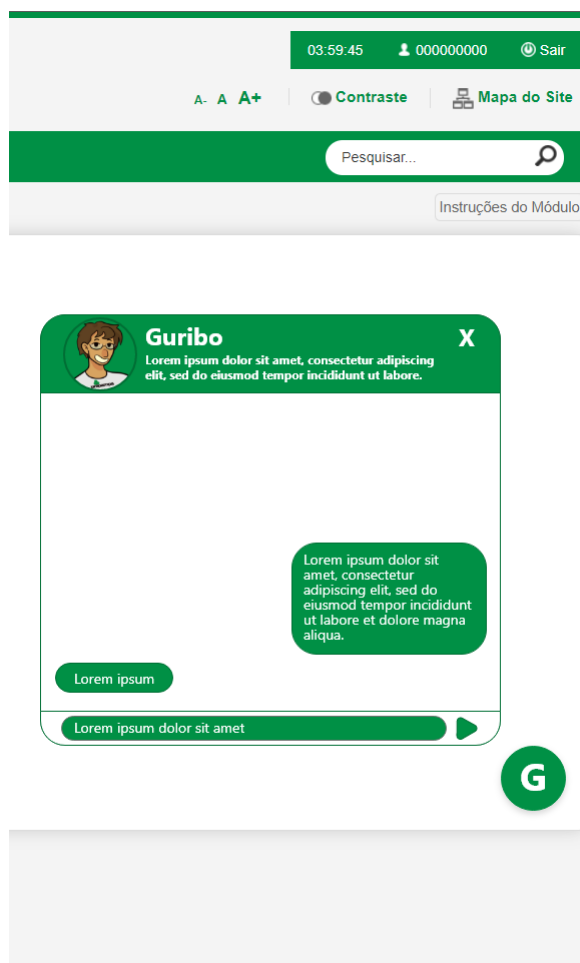 03:59:45 000000000 Sair
A- A A+ Contraste Mapa do Site
Pesquisar...
Instruções do Módulo
Guribo X
Lorem ipsum dolor sit amet, consectetur adipiscing
elit, sed do eiusmod tempor incididunt ut labore.
Lorem ipsum dolor sit
amet, consectetur
adipiscing elit, sed do
eiusmod tempor incididunt
ut labore et dolore magna
aliqua.
Lorem ipsum
Lorem ipsum dolor sit amet
G